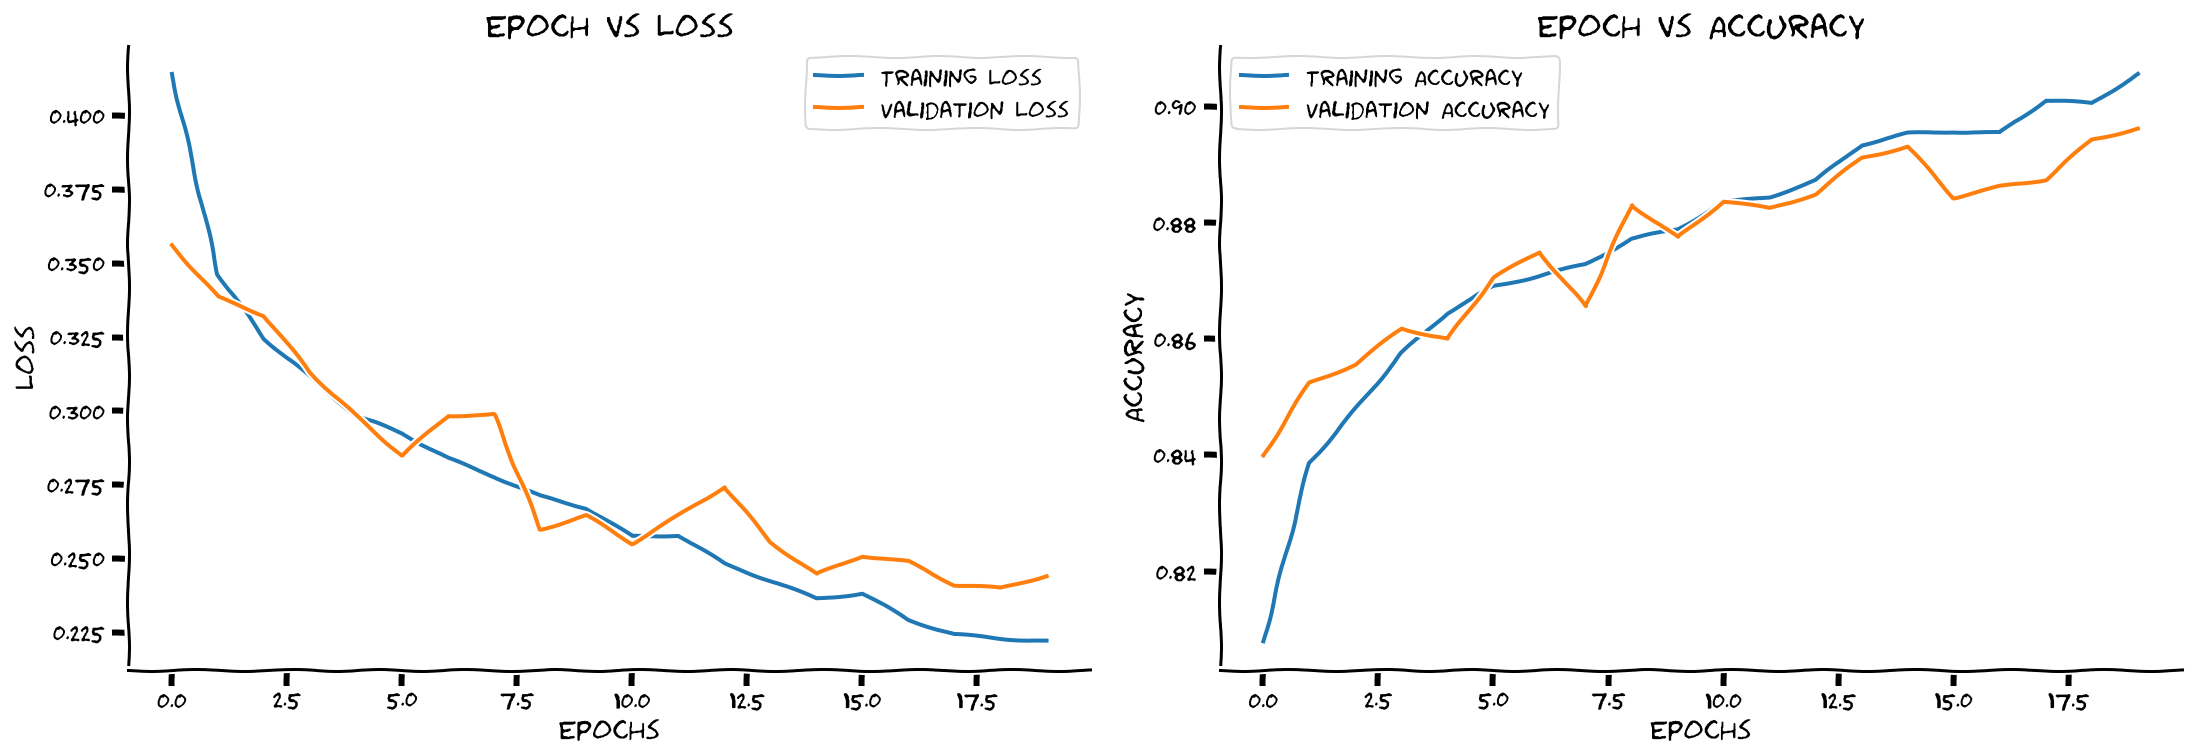 EPOCH VS LOSS
TRAINING LOSS
VALIDATION LOSS
0.400
0.375
0.350
0.325
0.300
0.275
0.250
0.225
LOSS
0.0 2.5 5.0 7.5 10.0 12.5 15.0 17.5
EPOCHS
EPOCH VS ACCURACY
TRAINING ACCURACY
VALIDATION ACCURACY
0.90
0.88
0.86
0.84
0.82
ACCURACY
0.0 2.5 5.0 7.5 10.0 12.5 15.0 17.5
EPOCHS